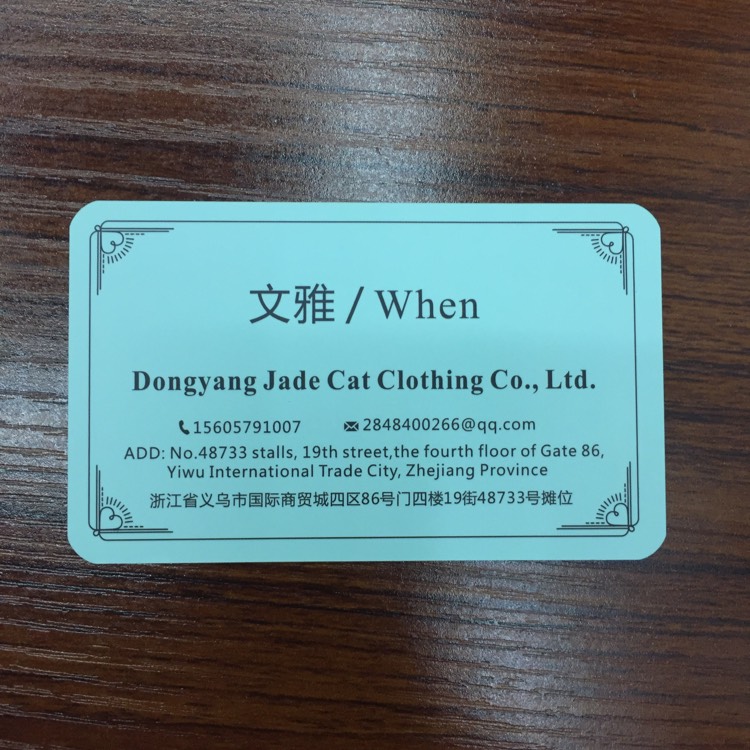 文雅 / When
Dongyang Jade Cat Clothing Co., Ltd.
15605791007 2848400266@qq.com
ADD: No.48733 stalls, 19th street,the fourth floor of Gate 86,
Yiwu International Trade City, Zhejiang Province
浙江省义乌市国际商贸城四区86号门四楼19街48733号摊位